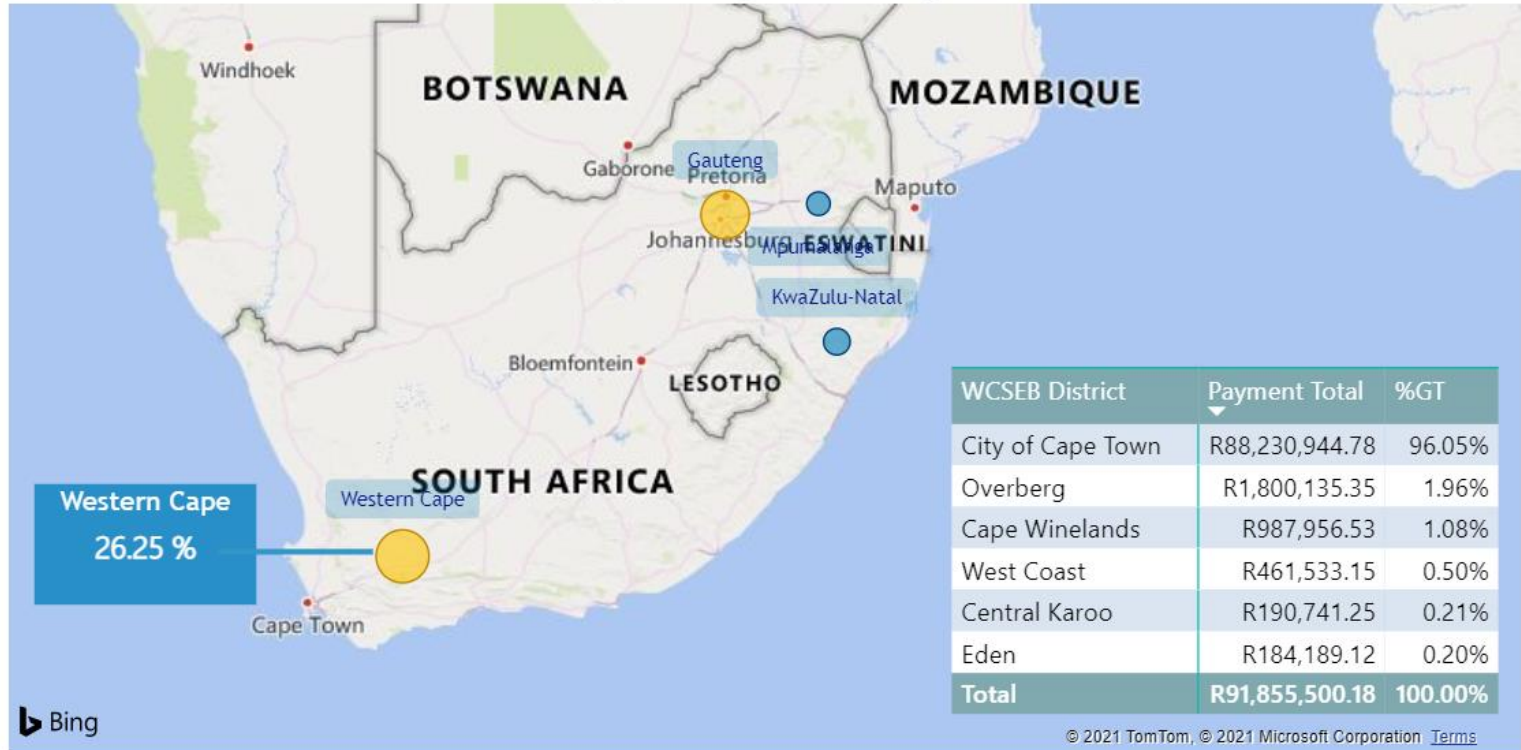 Windhoek
BOTSWANA
MOZAMBIQUE
Gaborone
Gauteng
Pretoria
Maputo
Johannesburg
ESWATINI
Mpumalanga
KwaZulu-Natal
Bloemfontein
LESOTHO
SOUTH AFRICA
Western Cape
Western Cape
26.25 %
Cape Town
WCSEB District Payment Total %GT
City of Cape Town R88,230,944.78 96.05%
Overberg R1,800,135.35 1.96%
Cape Winelands R987,956.53 1.08%
West Coast R461,533.15 0.50%
Central Karoo R190,741.25 0.21%
Eden R184,189.12 0.20%
Total R91,855,500.18 100.00%
Bing
© 2021 TomTom, © 2021 Microsoft Corporation Terms